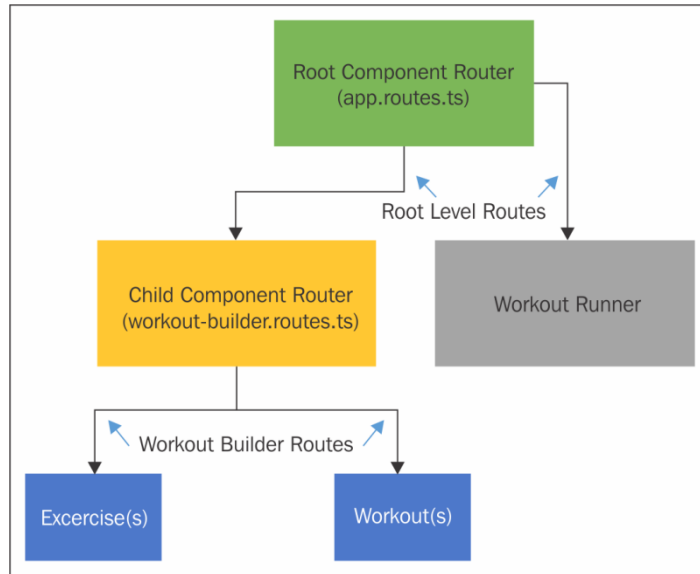 Root Component Router
(app.routes.ts)
Root Level Routes
Child Component Router
(workout-builder.routes.ts)
Workout Runner
Workout Builder Routes
Excercise(s)
Workout(s)